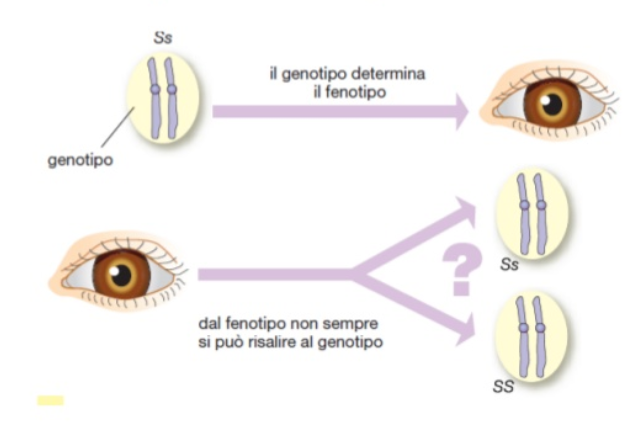 Ss
il genotipo determina
il fenotipo
genotipo
?
Ss
dal fenotipo non sempre
si può risalire al genotipo
SS